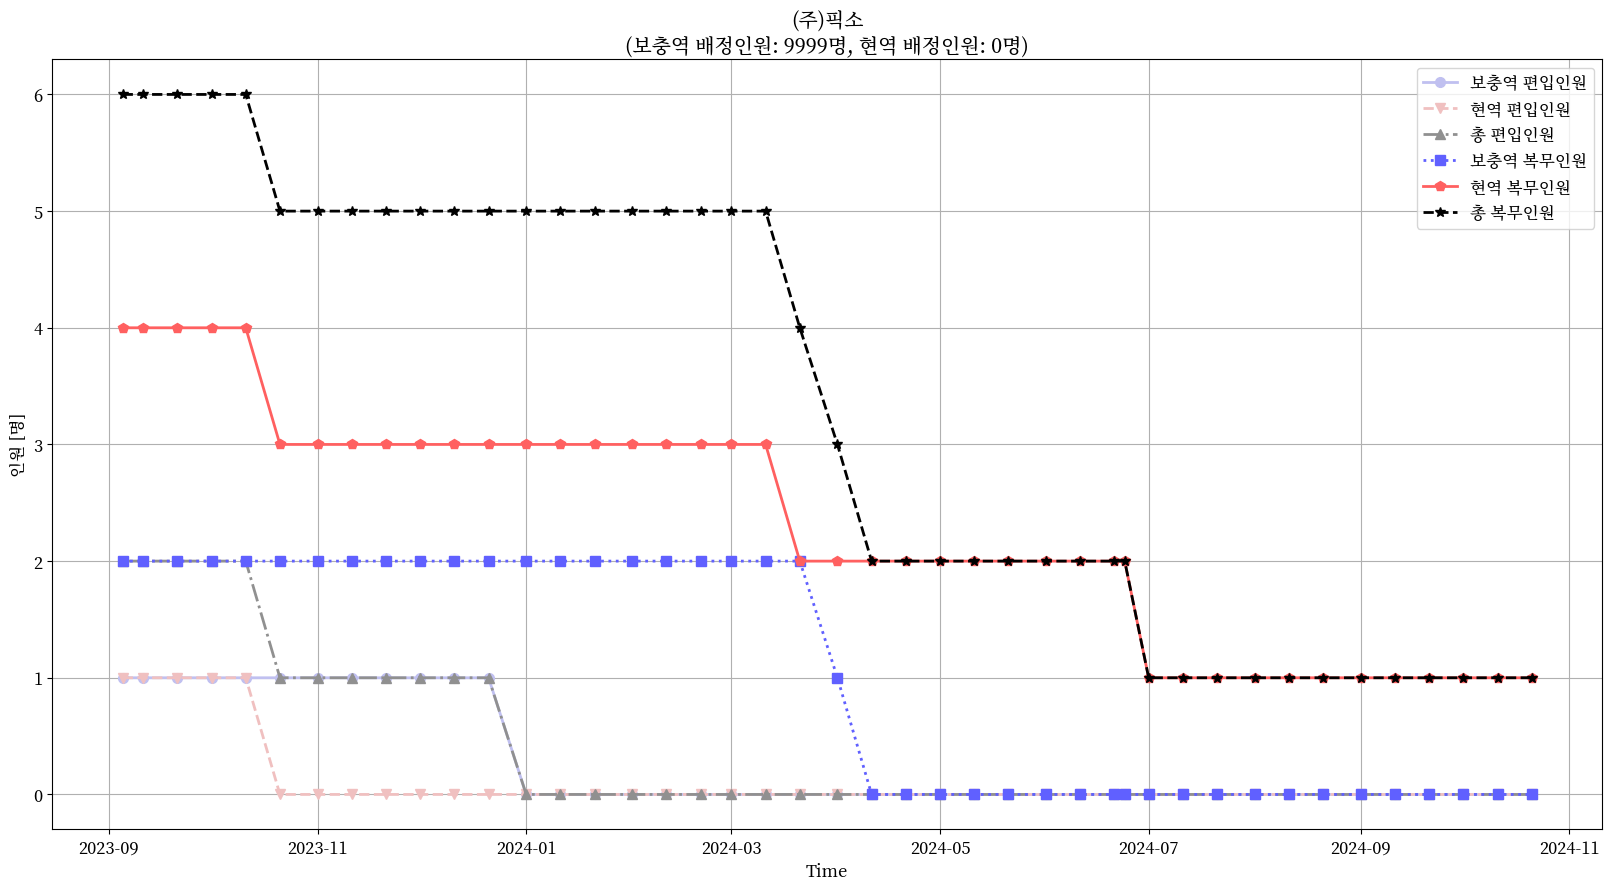 (주)픽소
(보충역 배정인원: 9999명, 현역 배정인원: 0명)
보충역 편입인원
현역 편입인원
총 편입인원
보충역 복무인원
현역 복무인원
총 복무인원
인원 [명]
6
5
4
3
2
1
0
2023-09
2023-11
2024-01
2024-03
2024-05
2024-07
2024-09
2024-11
Time